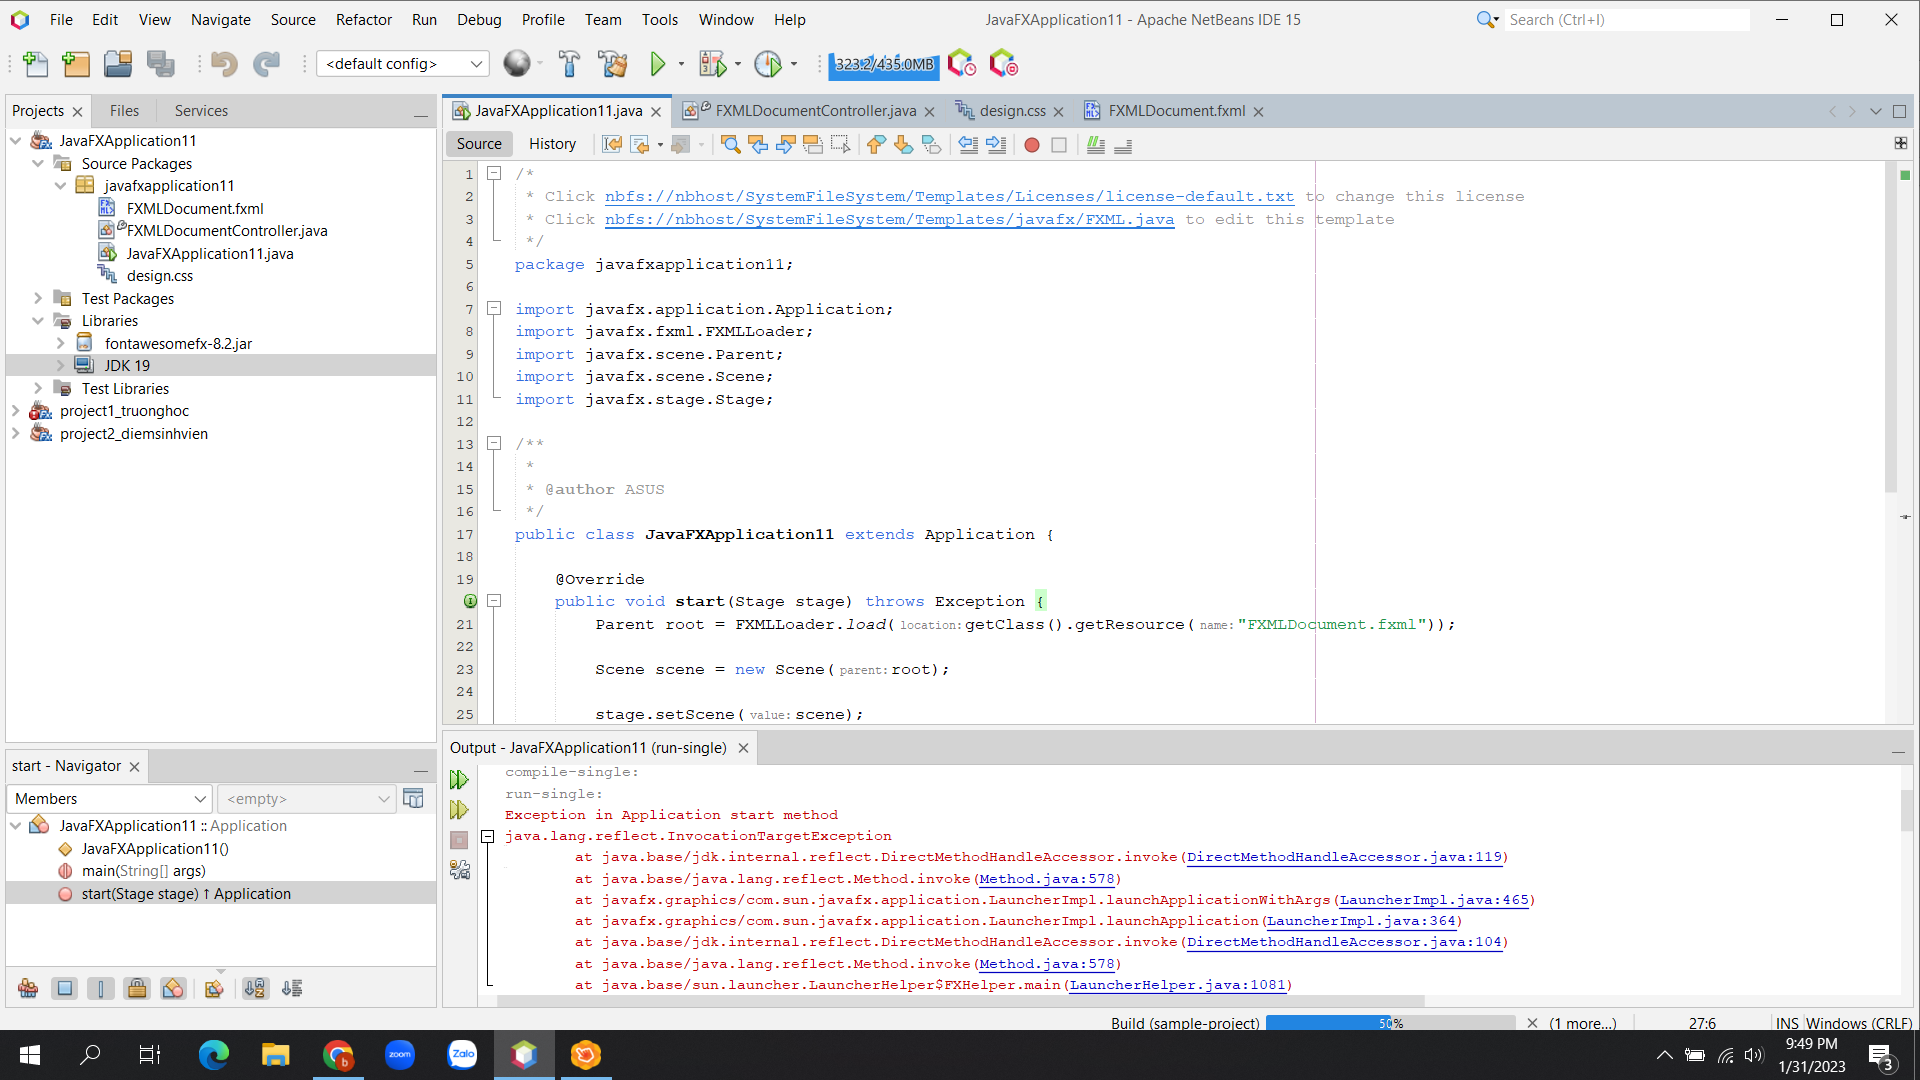 File Edit View Navigate Source Refactor Run Debug Profile Team Tools Window Help
JavaFXApplication11 - Apache NetBeans IDE 15
Search (Ctrl+I)
<default config>
323.2/435.0MB
Projects Files Services
JavaFXApplication11
Source Packages
javafxapplication11
FXMLDocument.fxml
FXMLDocumentController.java
JavaFXApplication11.java
design.css
Test Packages
Libraries
fontawesomefx-8.2.jar
JDK 19
Test Libraries
project1_truonghoc
project2_diemsinhvien
JavaFXApplication11.java FXMLDocumentController.java design.css FXMLDocument.fxml
Source History
1 /*
2 * Click nbfs://nbhost/SystemFileSystem/Templates/Licenses/license-default.txt to change this license
3 * Click nbfs://nbhost/SystemFileSystem/Templates/javafx/FXML.java to edit this template
4 */
5 package javafxapplication11;
6
7 import javafx.application.Application;
8 import javafx.fxml.FXMLLoader;
9 import javafx.scene.Parent;
10 import javafx.scene.Scene;
11 import javafx.stage.Stage;
12
13 /**
14 *
15 * @author ASUS
16 */
17 public class JavaFXApplication11 extends Application {
18
19 @Override
public void start(Stage stage) throws Exception {
21 Parent root = FXMLLoader.load(location:getClass().getResource(name:"FXMLDocument.fxml"));
22
23 Scene scene = new Scene(parent:root);
24
25 stage.setScene(value:scene);
start - Navigator
Members <empty>
JavaFXApplication11 :: Application
JavaFXApplication11()
main(String[] args)
start(Stage stage) ↑ Application
Output - JavaFXApplication11 (run-single)
compile-single:
run-single:
Exception in Application start method
java.lang.reflect.InvocationTargetException
at java.base/jdk.internal.reflect.DirectMethodHandleAccessor.invoke(DirectMethodHandleAccessor.java:119)
at java.base/java.lang.reflect.Method.invoke(Method.java:578)
at javafx.graphics/com.sun.javafx.application.LauncherImpl.launchApplicationWithArgs(LauncherImpl.java:465)
at javafx.graphics/com.sun.javafx.application.LauncherImpl.launchApplication(LauncherImpl.java:364)
at java.base/jdk.internal.reflect.DirectMethodHandleAccessor.invoke(DirectMethodHandleAccessor.java:104)
at java.base/java.lang.reflect.Method.invoke(Method.java:578)
at java.base/sun.launcher.LauncherHelper$FXHelper.main(LauncherHelper.java:1081)
Build (sample-project) 50% (1 more...) 27:6 INS Windows (CRLF)
zoom Zalo
9:49 PM
1/31/2023
3